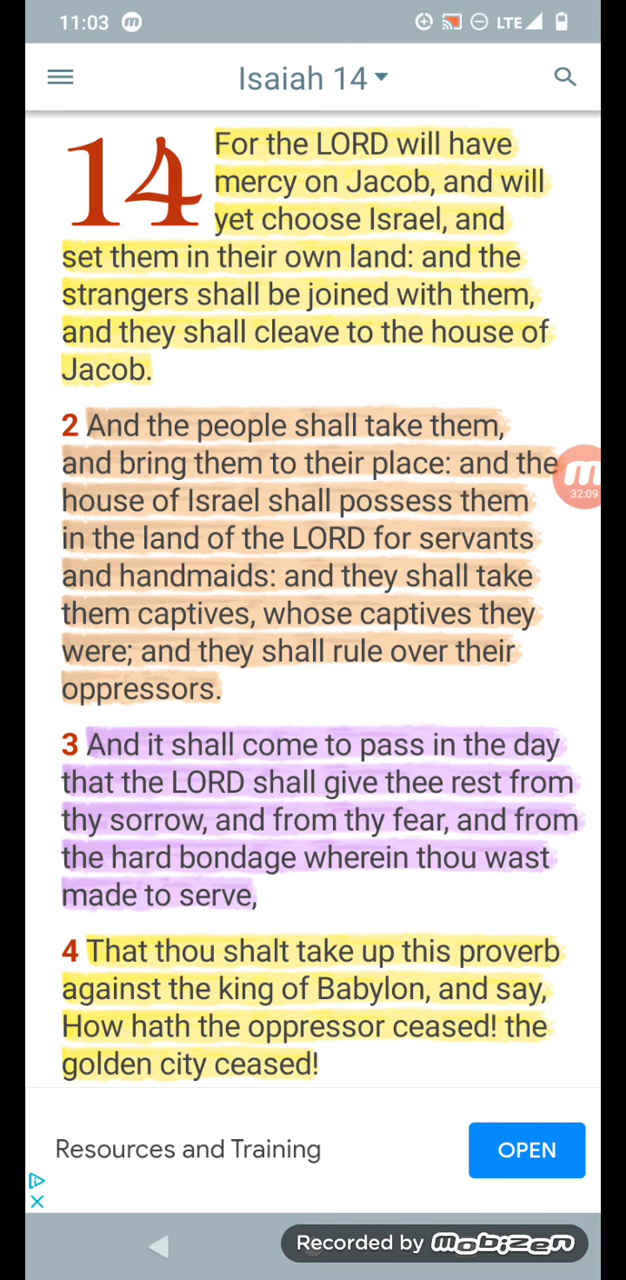 11:03 m LTE
Isaiah 14
14 For the LORD will have
mercy on Jacob, and will
yet choose Israel, and
set them in their own land: and the
strangers shall be joined with them,
and they shall cleave to the house of
Jacob.
2 And the people shall take them,
and bring them to their place: and the
house of Israel shall possess them
in the land of the LORD for servants
and handmaids: and they shall take
them captives, whose captives they
were; and they shall rule over their
oppressors.
m
32:09
3 And it shall come to pass in the day
that the LORD shall give thee rest from
thy sorrow, and from thy fear, and from
the hard bondage wherein thou wast
made to serve,
4 That thou shalt take up this proverb
against the king of Babylon, and say,
How hath the oppressor ceased! the
golden city ceased!
Resources and Training OPEN
Recorded by mobizen